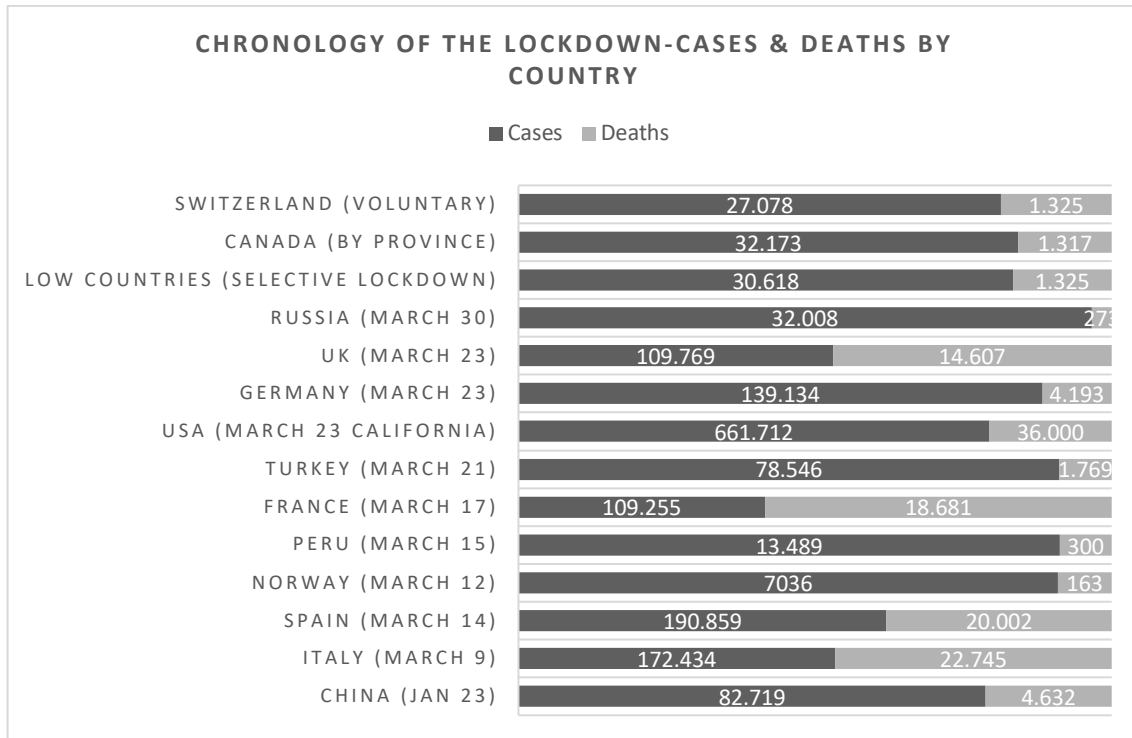 CHRONOLOGY OF THE LOCKDOWN-CASES & DEATHS BY
COUNTRY
Cases Deaths
SWITZERLAND (VOLUNTARY) 27.078 1.325
CANADA (BY PROVINCE) 32.173 1.317
LOW COUNTRIES (SELECTIVE LOCKDOWN) 30.618 1.325
RUSSIA (MARCH 30) 32.008 273
UK (MARCH 23) 109.769 14.607
GERMANY (MARCH 23) 139.134 4.193
USA (MARCH 23 CALIFORNIA) 661.712 36.000
TURKEY (MARCH 21) 78.546 1.769
FRANCE (MARCH 17) 109.255 18.681
PERU (MARCH 15) 13.489 300
NORWAY (MARCH 12) 7036 163
SPAIN (MARCH 14) 190.859 20.002
ITALY (MARCH 9) 172.434 22.745
CHINA (JAN 23) 82.719 4.632